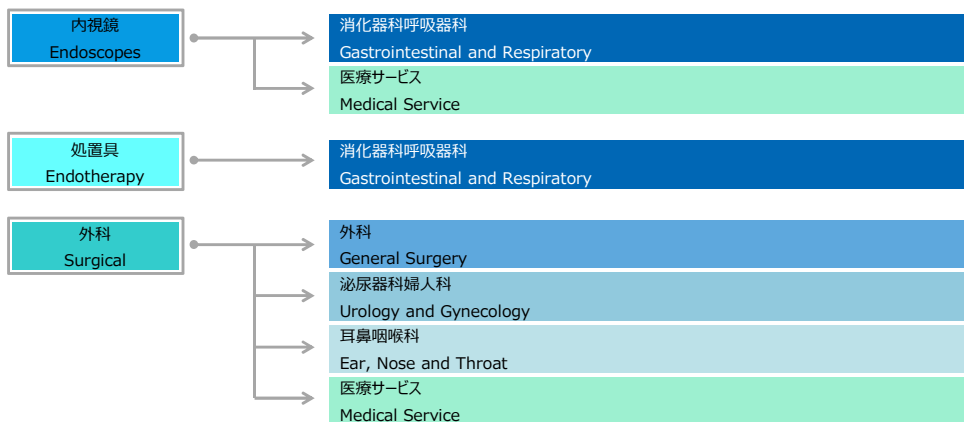 内視鏡
Endoscopes
消化器科呼吸器科
Gastrointestinal and Respiratory
医療サービス
Medical Service
処置具
Endotherapy
消化器科呼吸器科
Gastrointestinal and Respiratory
外科
Surgical
外科
General Surgery
泌尿器科婦人科
Urology and Gynecology
耳鼻咽喉科
Ear, Nose and Throat
医療サービス
Medical Service